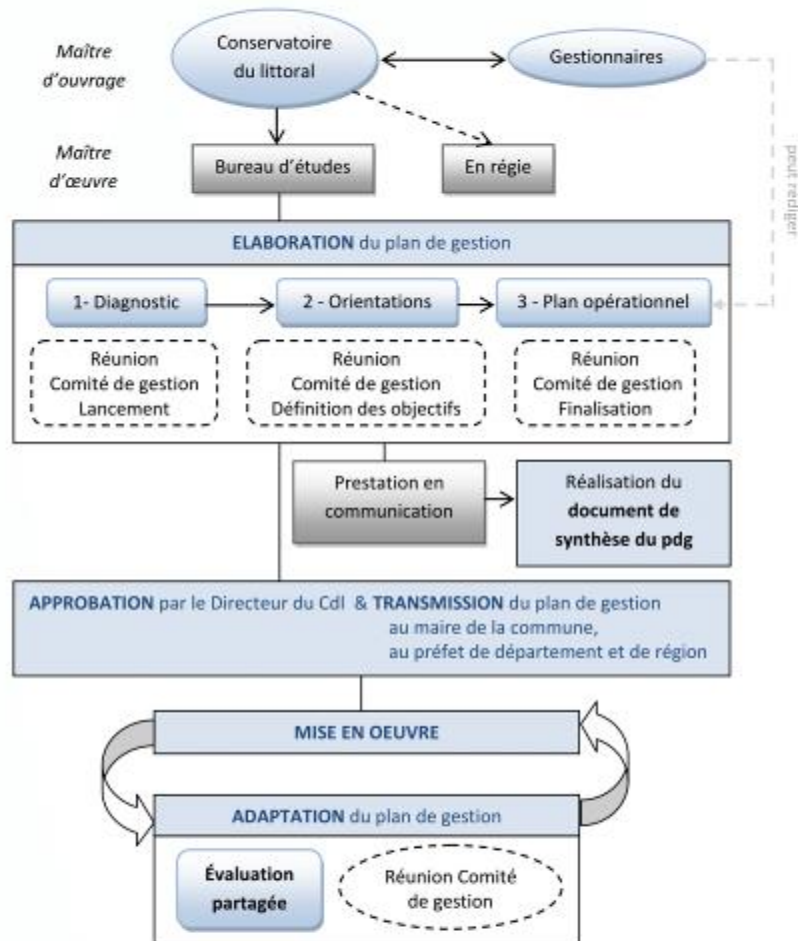 Maître
d'ouvrage
Conservatoire
du littoral
Gestionnaires
Maître
d'œuvre
Bureau d'études
En régie
peut rédiger
ELABORATION du plan de gestion
1- Diagnostic
2 - Orientations
3 - Plan opérationnel
Réunion
Comité de gestion
Lancement
Réunion
Comité de gestion
Définition des objectifs
Réunion
Comité de gestion
Finalisation
Prestation en
communication
Réalisation du
document de
synthèse du pdg
APPROBATION par le Directeur du Cdl & TRANSMISSION du plan de gestion
au maire de la commune,
au préfet de département et de région
MISE EN OEUVRE
ADAPTATION du plan de gestion
Évaluation
partagée
Réunion Comité
de gestion